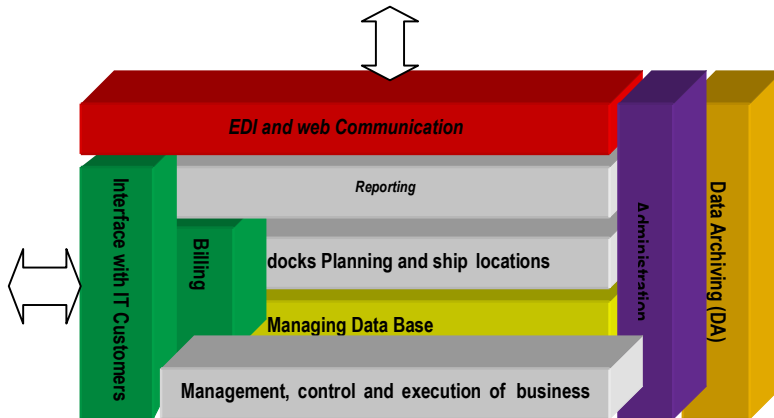 EDI and web Communication
Reporting
Interface with IT Customers
Billing
docks Planning and ship locations
Managing Data Base
Management, control and execution of business
Administration
Data Archiving (DA)